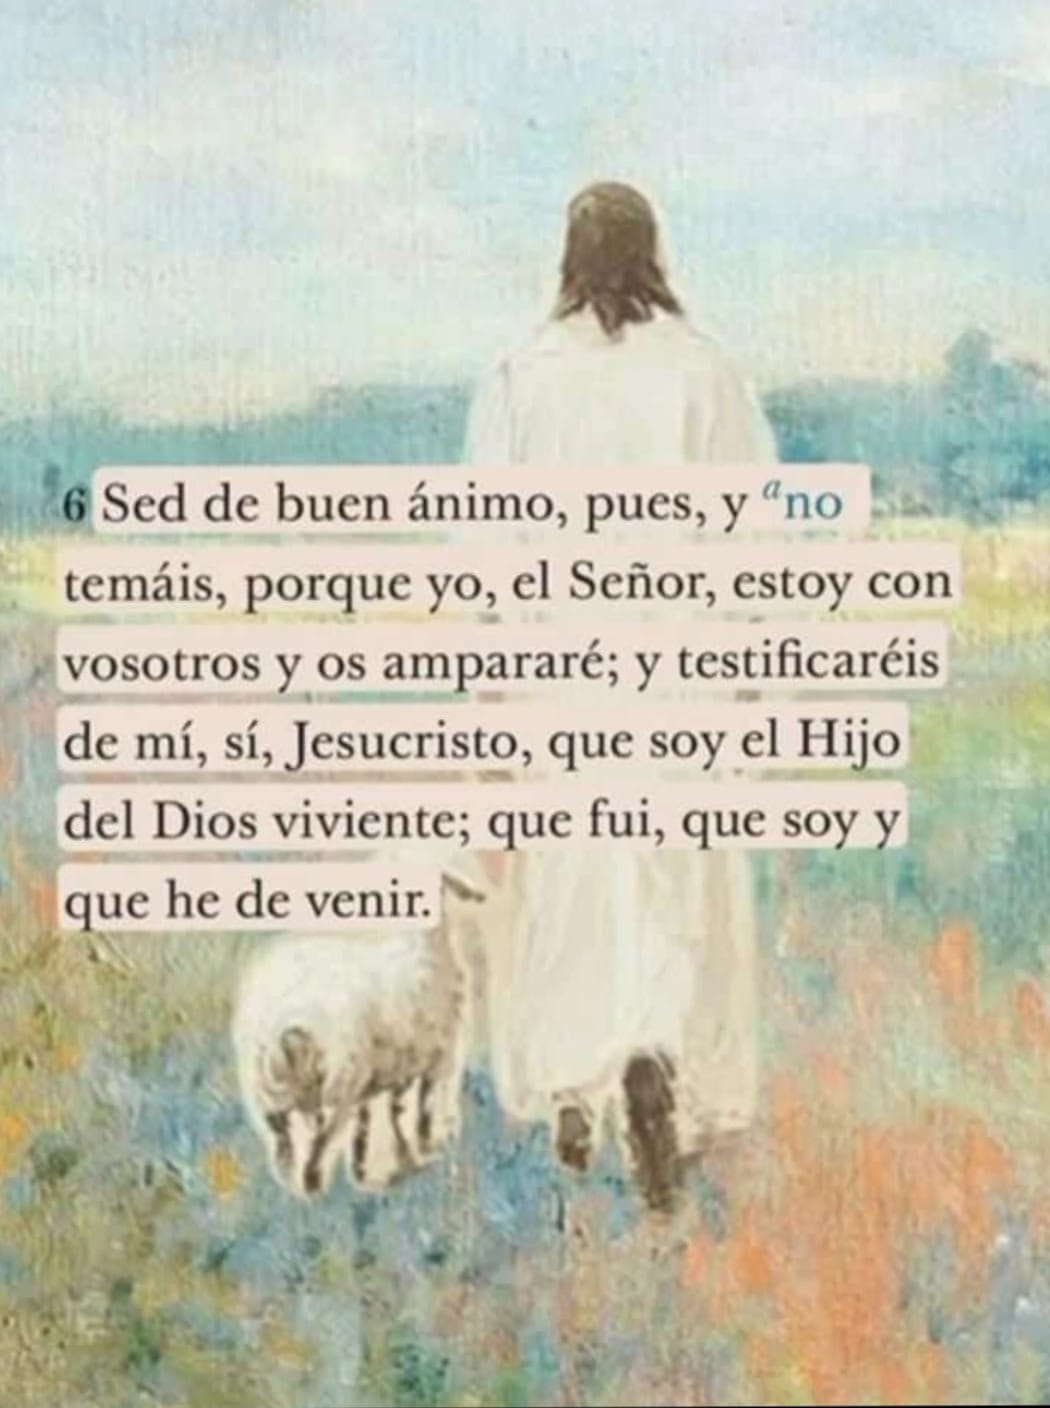 6 Sed de buen ánimo, pues, y ᵃno
temáis, porque yo, el Señor, estoy con
vosotros y os ampararé; y testificaréis
de mí, sí, Jesucristo, que soy el Hijo
del Dios viviente; que fui, que soy y
que he de venir.